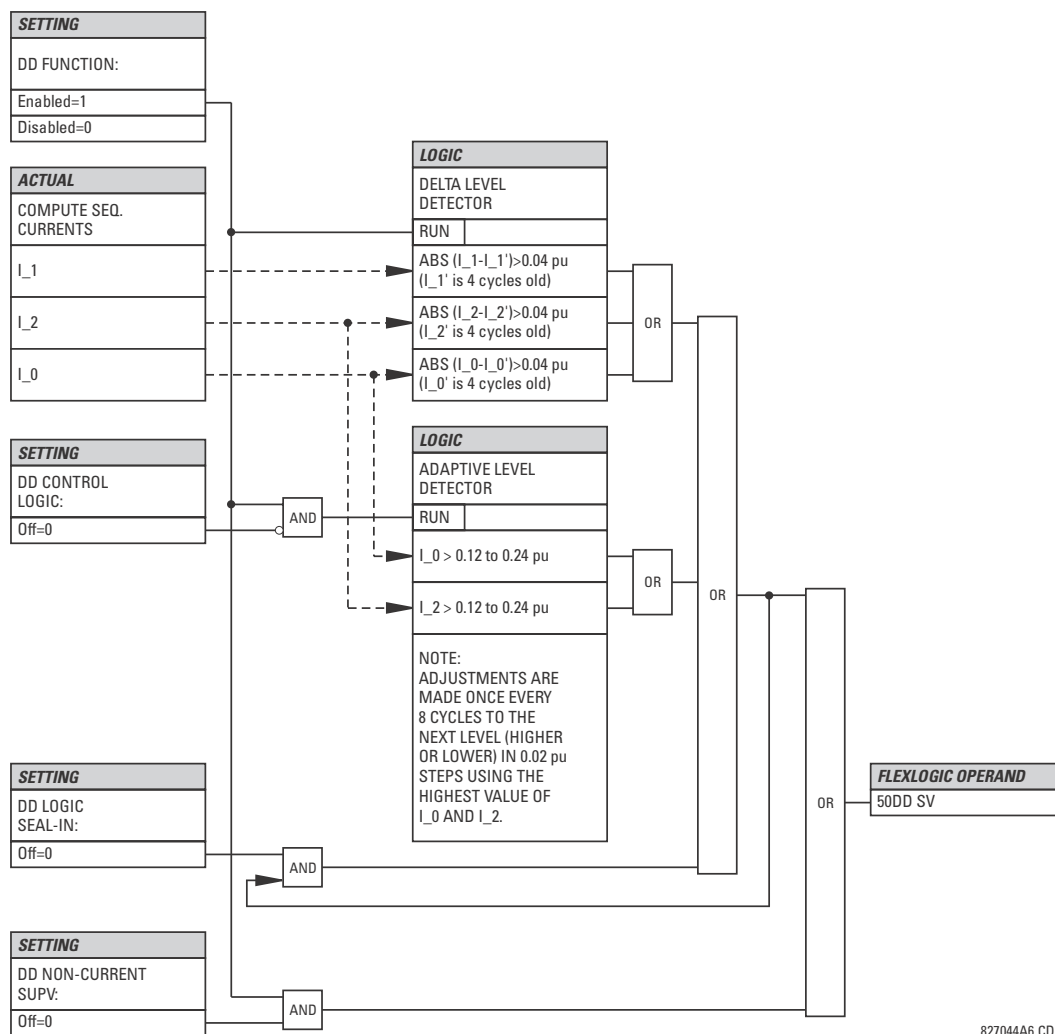 SETTING
DD FUNCTION:
Enabled=1
Disabled=0
ACTUAL
COMPUTE SEQ.
CURRENTS
I_1
I_2
I_0
SETTING
DD CONTROL
LOGIC:
Off=0
SETTING
DD LOGIC
SEAL-IN:
Off=0
SETTING
DD NON-CURRENT
SUPV:
Off=0
AND
AND
AND
LOGIC
DELTA LEVEL
DETECTOR
RUN
ABS (I_1-I_1')>0.04 pu
(I_1' is 4 cycles old)
ABS (I_2-I_2')>0.04 pu
(I_2' is 4 cycles old)
ABS (I_0-I_0')>0.04 pu
(I_0' is 4 cycles old)
LOGIC
ADAPTIVE LEVEL
DETECTOR
RUN
I_0 > 0.12 to 0.24 pu
I_2 > 0.12 to 0.24 pu
NOTE:
ADJUSTMENTS ARE
MADE ONCE EVERY
8 CYCLES TO THE
NEXT LEVEL (HIGHER
OR LOWER) IN 0.02 pu
STEPS USING THE
HIGHEST VALUE OF
I_0 AND I_2.
OR
OR
OR
OR
FLEXLOGIC OPERAND
50DD SV
827044A6.CD